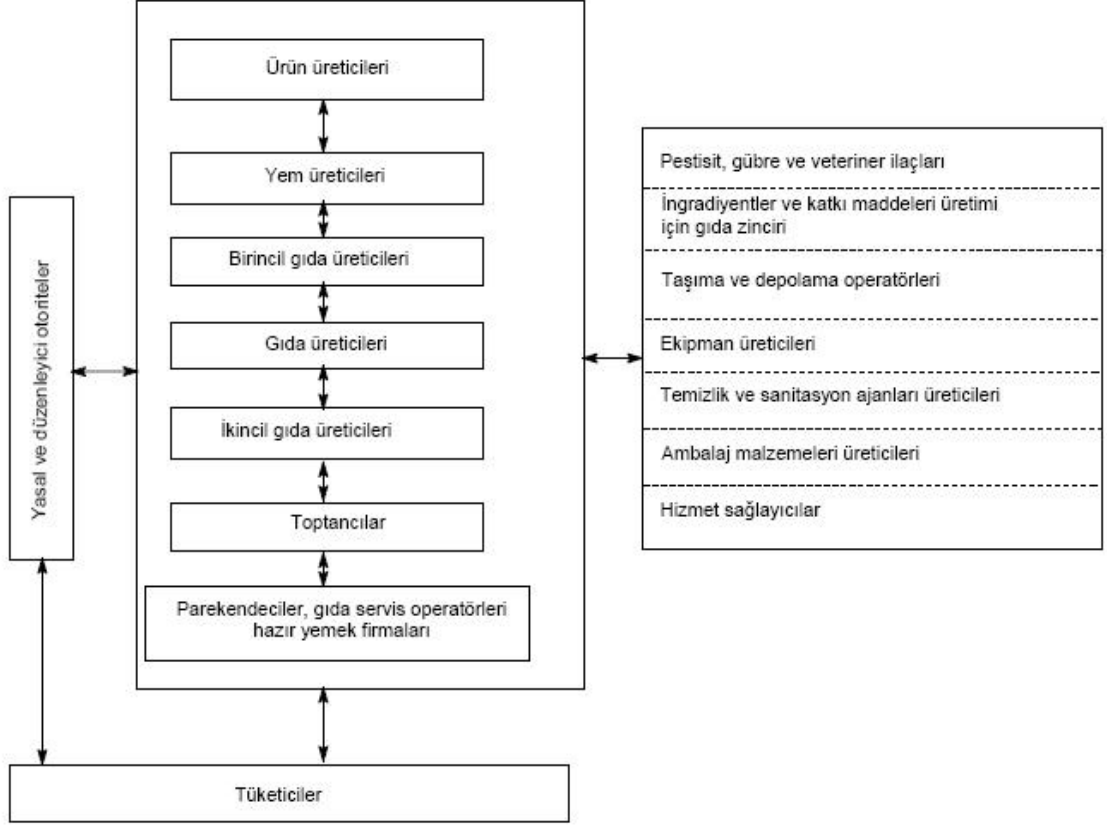 Ürün üreticileri
Yem üreticileri
Birincil gıda üreticileri
Gıda üreticileri
İkincil gıda üreticileri
Toptancılar
Parekendeciler, gıda servis operatörleri
hazır yemek firmaları
Yasal ve düzenleyici otoriteler
Pestisit, gübre ve veteriner ilaçları
İngradiyentler ve katkı maddeleri üretimi
için gıda zinciri
Taşıma ve depolama operatörleri
Ekipman üreticileri
Temizlik ve sanitasyon ajanları üreticileri
Ambalaj malzemeleri üreticileri
Hizmet sağlayıcılar
Tüketiciler